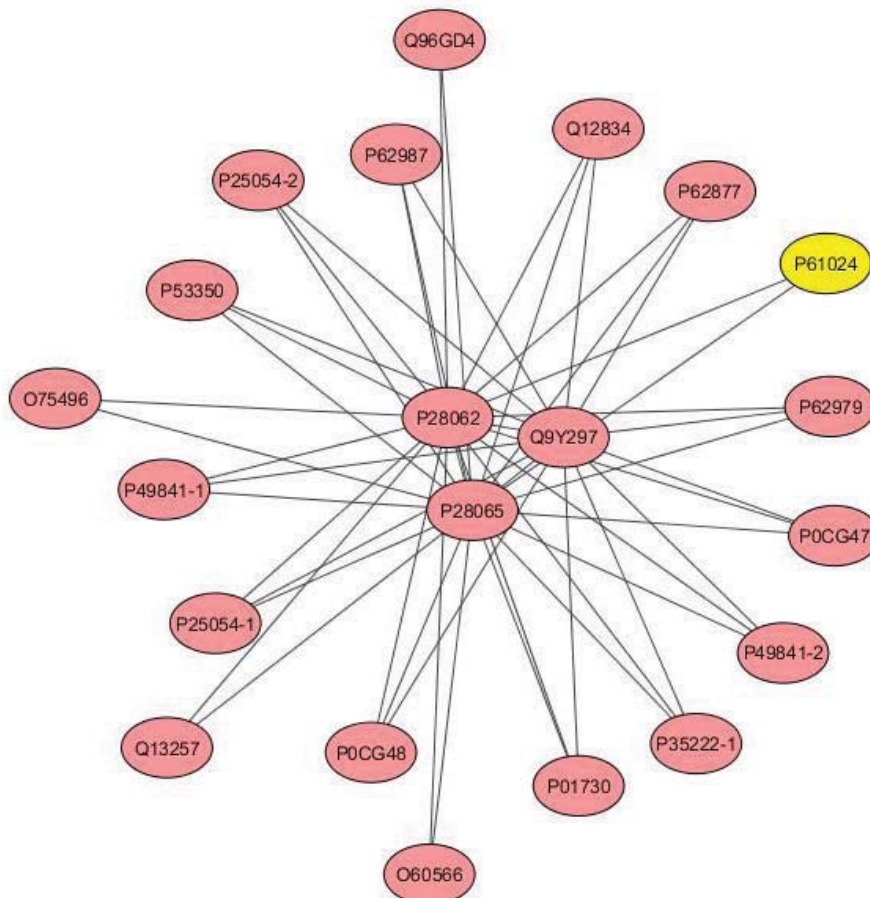 Q96GD4
Q12834
P62987
P25054-2
P62877
P61024
P53350
O75496
P62979
P28062
Q9Y297
P49841-1
P28065
P0CG47
P25054-1
P49841-2
Q13257
P0CG48
P35222-1
P01730
O60566